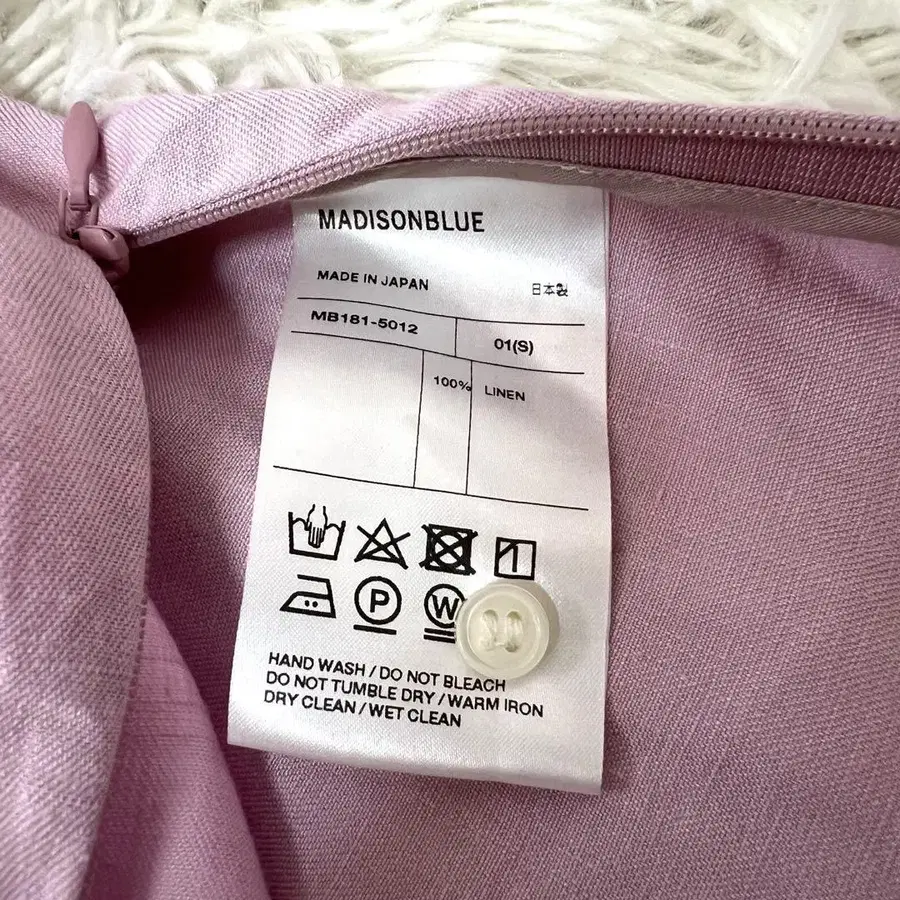 MADISONBLUE
MADE IN JAPAN 日本製
MB181-5012 01(S)
100% LINEN
P W
HAND WASH / DO NOT BLEACH
DO NOT TUMBLE DRY / WARM IRON
DRY CLEAN / WET CLEAN